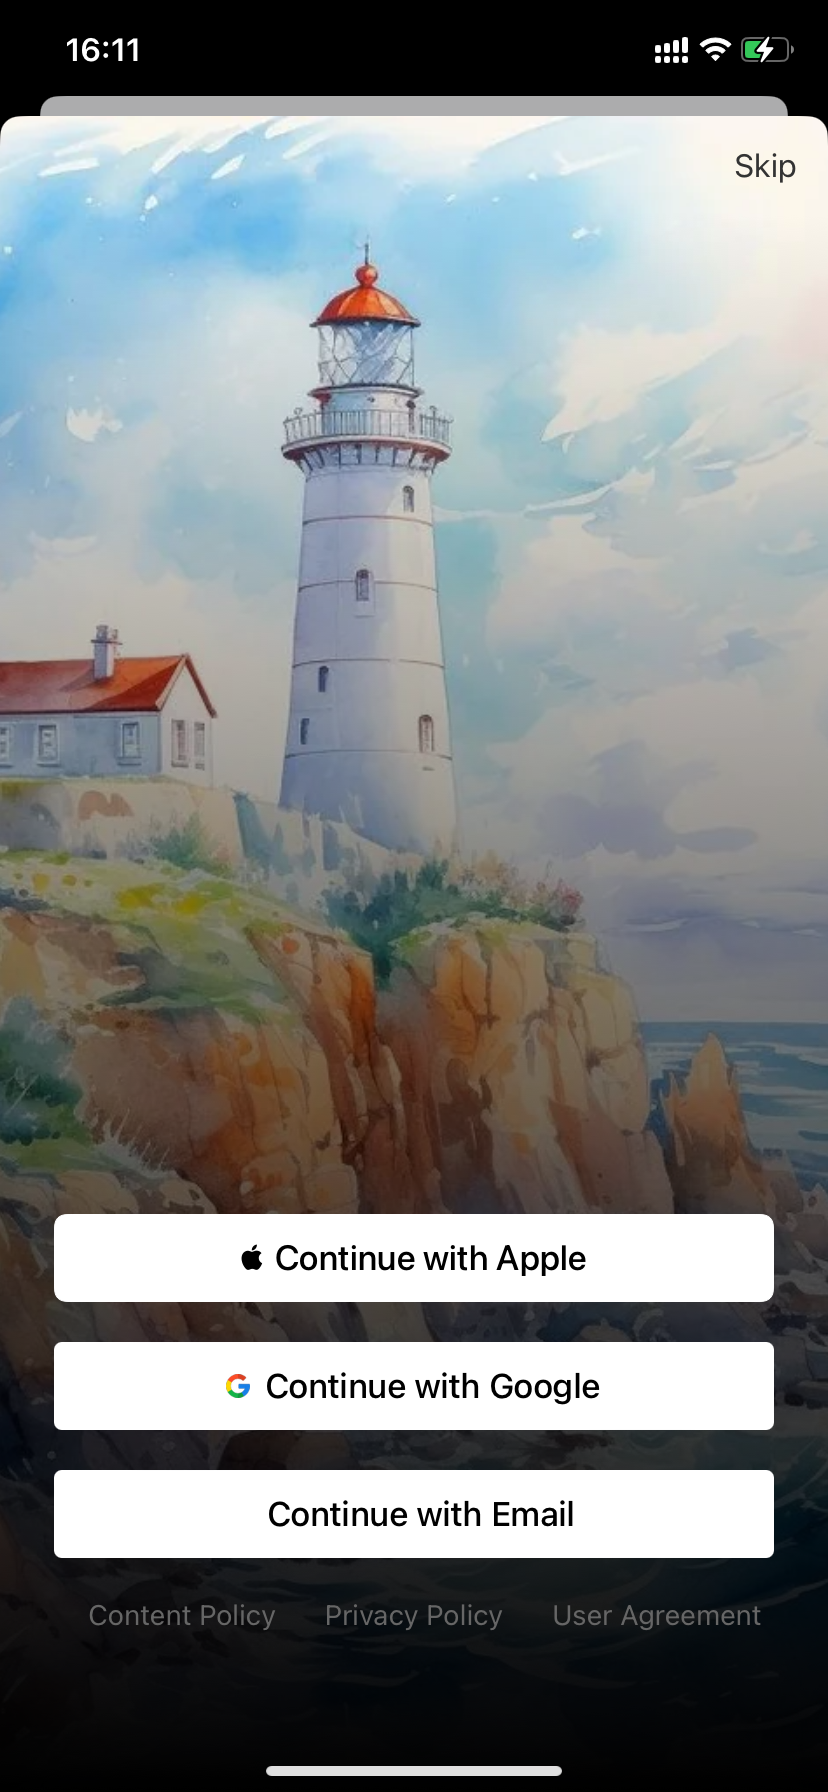 16:11
Skip
Continue with Apple
Continue with Google
Continue with Email
Content Policy Privacy Policy User Agreement